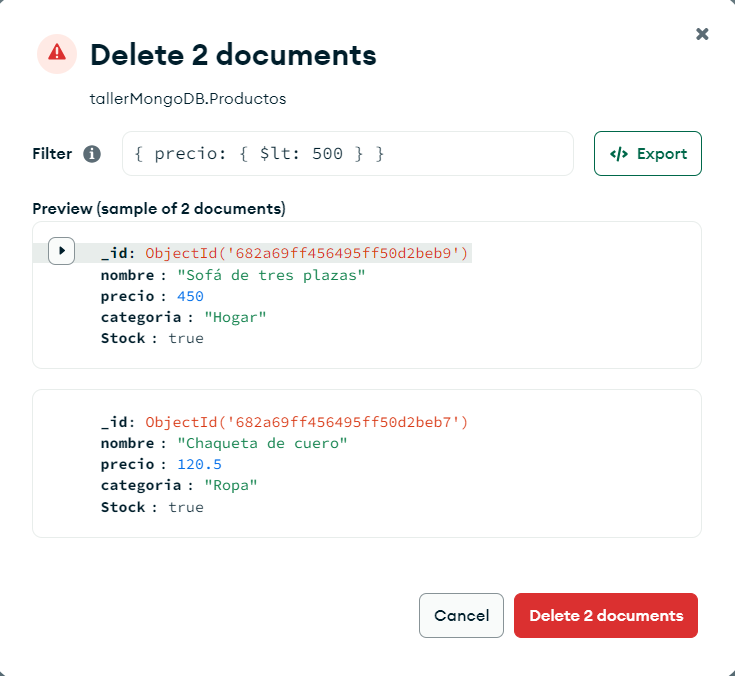 Delete 2 documents
tallerMongoDB.Productos
Filter { precio: { $lt: 500 } } </> Export
Preview (sample of 2 documents)
_id: ObjectId('682a69ff456495ff50d2beb9')
nombre : "Sofá de tres plazas"
precio : 450
categoria : "Hogar"
Stock : true
_id: ObjectId('682a69ff456495ff50d2beb7')
nombre : "Chaqueta de cuero"
precio : 120.5
categoria : "Ropa"
Stock : true
Cancel Delete 2 documents